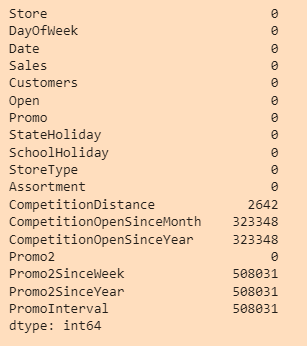 Store 0
DayOfWeek 0
Date 0
Sales 0
Customers 0
Open 0
Promo 0
StateHoliday 0
SchoolHoliday 0
StoreType 0
Assortment 0
CompetitionDistance 2642
CompetitionOpenSinceMonth 323348
CompetitionOpenSinceYear 323348
Promo2 0
Promo2SinceWeek 508031
Promo2SinceYear 508031
PromoInterval 508031
dtype: int64